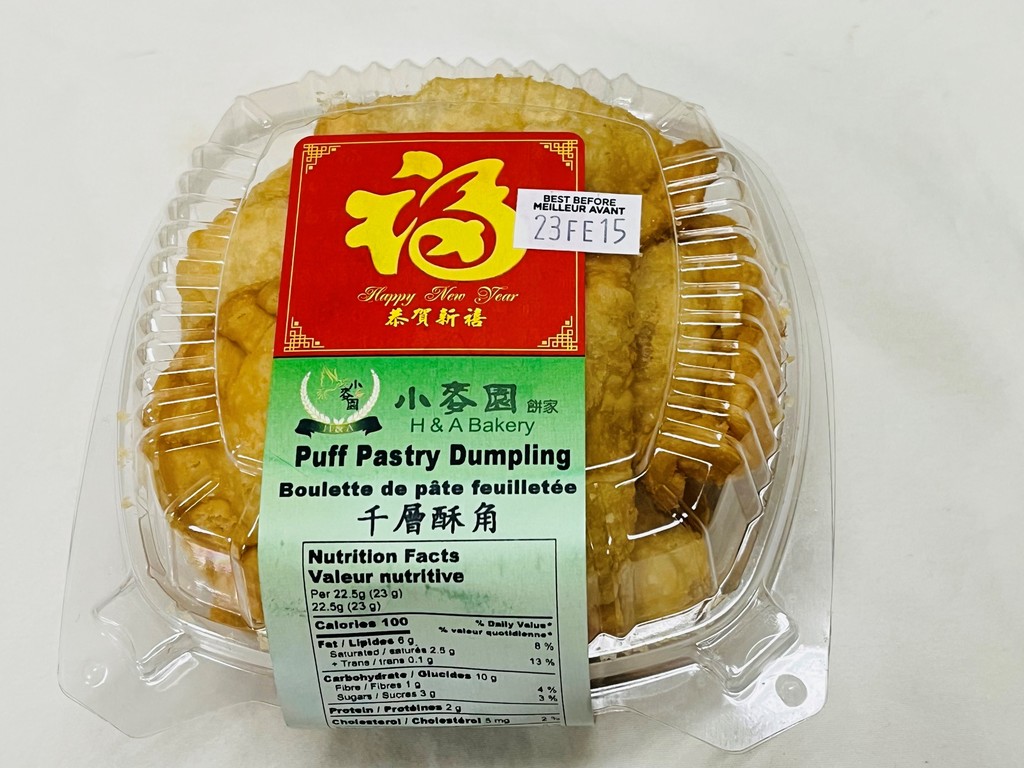 福
BEST BEFORE
MEILLEUR AVANT
23FE15
Happy New Year
恭賀新禧
小麥園
H & A
小麥園 餅家
H & A Bakery
Puff Pastry Dumpling
Boulette de pâte feuilletée
千層酥角
Nutrition Facts
Valeur nutritive
Per 22.5g (23 g)
22.5g (23 g)
Calories 100
% Daily Value*
% valeur quotidienne*
Fat / Lipides 6 g 8 %
Saturated / saturés 2.5 g
+ Trans / trans 0.1 g 13 %
Carbohydrate / Glucides 10 g
Fibre / Fibres 1 g 4 %
Sugars / Sucres 3 g 3 %
Protein / Protéines 2 g
Cholesterol / Cholestérol 5 mg 2 %